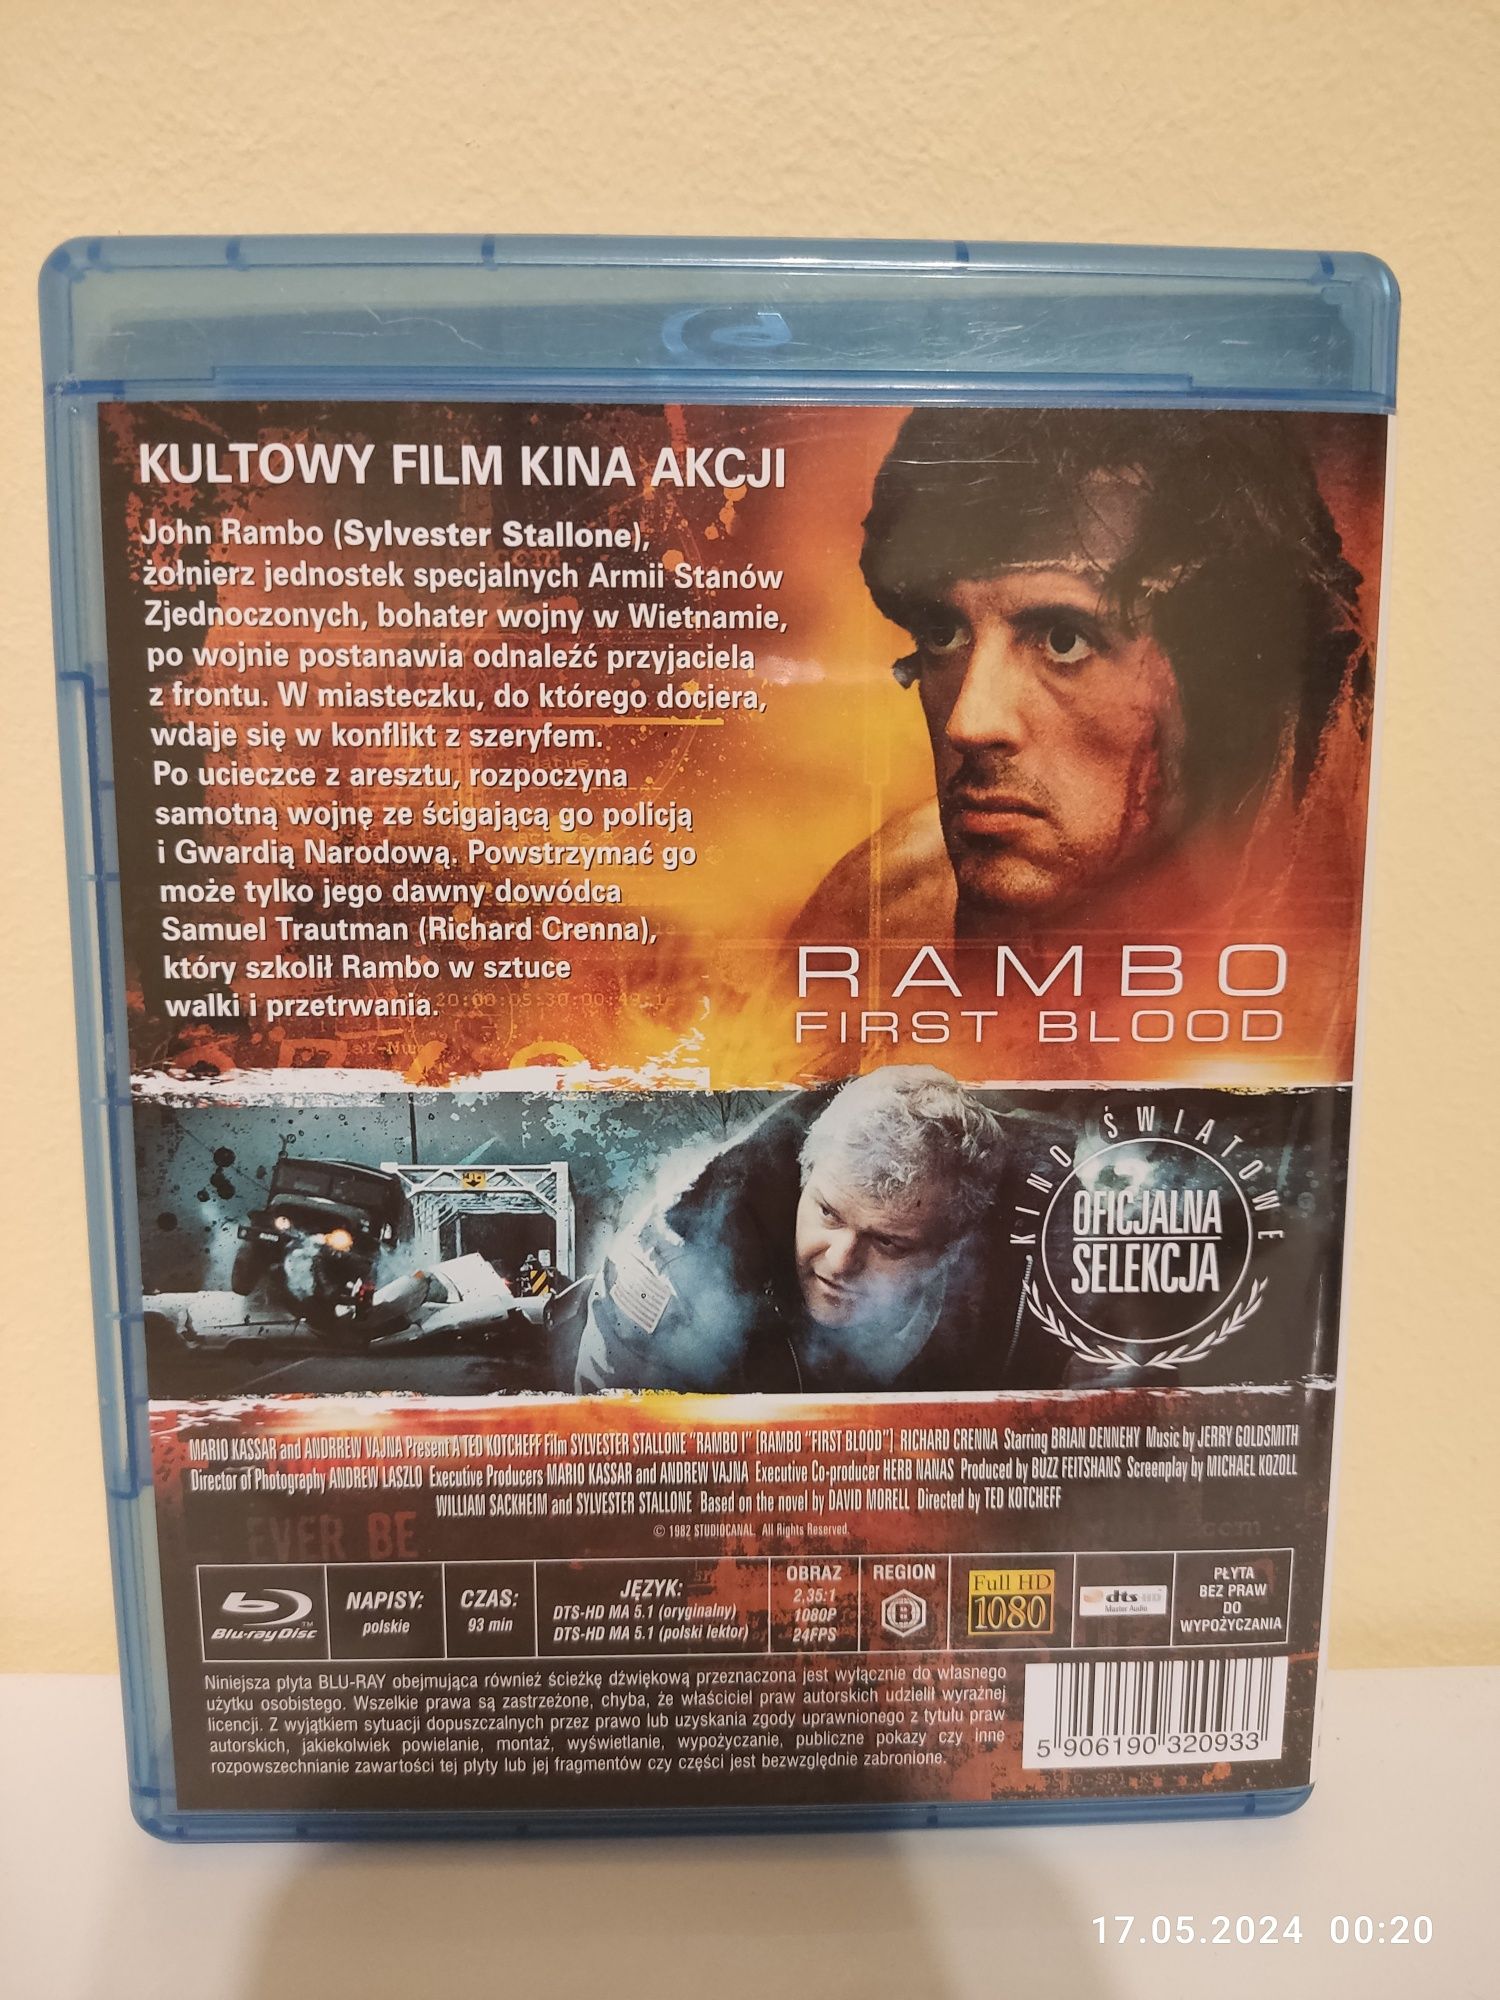 KULTOWY FILM KINA AKCJI
John Rambo (Sylvester Stallone),
żołnierz jednostek specjalnych Armii Stanów
Zjednoczonych, bohater wojny w Wietnamie,
po wojnie postanawia odnaleźć przyjaciela
z frontu. W miasteczku, do którego dociera,
wdaje się w konflikt z szeryfem.
Po ucieczce z aresztu, rozpoczyna
samotną wojnę ze ścigającą go policją
i Gwardią Narodową. Powstrzymać go
może tylko jego dawny dowódca
Samuel Trautman (Richard Crenna),
który szkolił Rambo w sztuce
walki i przetrwania.
RAMBO
FIRST BLOOD
KINO ŚWIATOWE
OFICJALNA
SELEKCJA
MARIO KASSAR and ANDRREW VAJNA Present A TED KOTCHEFF Film SYLVESTER STALLONE "RAMBO I" [RAMBO "FIRST BLOOD"] RICHARD CRENNA Starring BRIAN DENNEHY Music by JERRY GOLDSMITH
Director of Photography ANDREW LASZLO Executive Producers MARIO KASSAR and ANDREW VAJNA Executive Co-producer HERB NANAS Produced by BUZZ FEITSHANS Screenplay by MICHAEL KOZOLL
WILLIAM SACKHEIM and SYLVESTER STALLONE Based on the novel by DAVID MORELL Directed by TED KOTCHEFF
© 1982 STUDIOCANAL. All Rights Reserved.
EVER BE
Blu-ray Disc™
NAPISY:
polskie
CZAS:
93 min
JĘZYK:
DTS-HD MA 5.1 (oryginalny)
DTS-HD MA 5.1 (polski lektor)
OBRAZ
2,35:1
1080P
24FPS
REGION
B
Full HD
1080
dts HD
Master Audio
PŁYTA
BEZ PRAW
DO
WYPOŻYCZANIA
Niniejsza płyta BLU-RAY obejmująca również ścieżkę dźwiękową przeznaczona jest wyłącznie do własnego
użytku osobistego. Wszelkie prawa są zastrzeżone, chyba, że właściciel praw autorskich udzielił wyraźnej
licencji. Z wyjątkiem sytuacji dopuszczalnych przez prawo lub uzyskania zgody uprawnionego z tytułu praw
autorskich, jakiekolwiek powielanie, montaż, wyświetlanie, wypożyczanie, publiczne pokazy czy inne
rozpowszechnianie zawartości tej płyty lub jej fragmentów czy części jest bezwzględnie zabronione.
5 906190 320933
17.05.2024 00:20